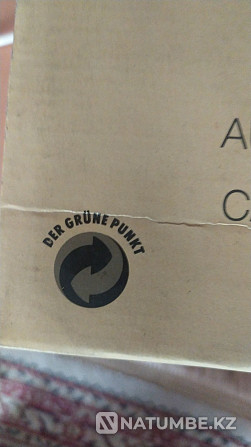 A
C
DER GRÜNE PUNKT
NATUMBE.KZ